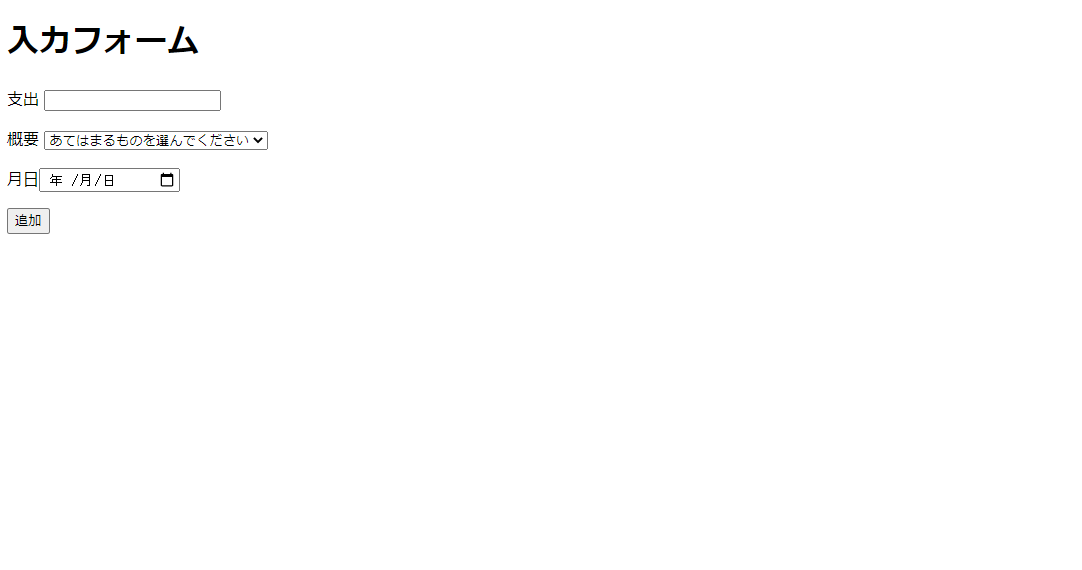 入力フォーム
支出
概要 あてはまるものを選んでください
月日 年 /月/日
追加